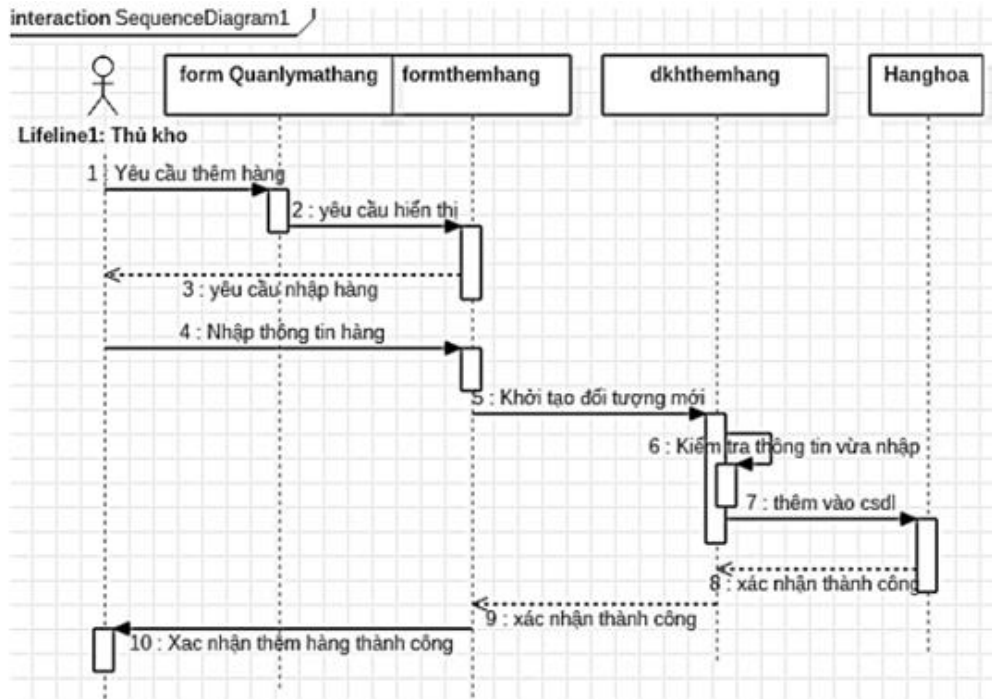 interaction SequenceDiagram1
form Quanlymathang
formthemhang
dkhthemhang
Hanghoa
Lifeline1: Thủ kho
1 : Yêu cầu thêm hàng
2 : yêu cầu hiển thị
3 : yêu cầu nhập hàng
4 : Nhập thông tin hàng
5 : Khởi tạo đối tượng mới
6 : Kiểm tra thông tin vừa nhập
7 : thêm vào csdl
8 : xác nhận thành công
9 : xác nhận thành công
10 : Xac nhận thêm hàng thành công